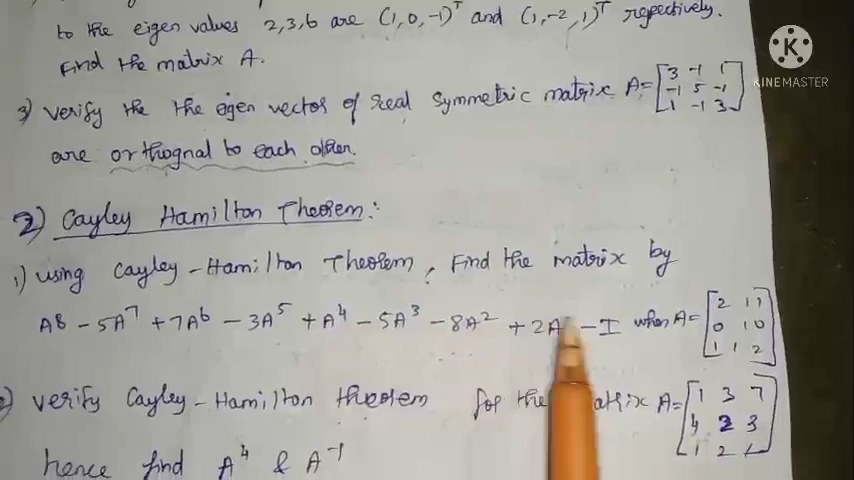 to the eigen values 2,3,6 are (1,0,-1)ᵀ and (1,-2,1)ᵀ repectively.
Find the matrix A.
KINEMASTER
3) verify the the eigen vector of real symmetric matrix A=[3 -1 1; -1 5 -1; 1 -1 3]
are orthognal to each other.
2) Cayley Hamilton Theorem:
1) using Cayley-Hamilton Theorem, Find the matrix by
A⁸ - 5A⁷ + 7A⁶ - 3A⁵ + A⁴ - 5A³ - 8A² + 2A - I when A=[2 1 1; 0 1 0; 1 1 2]
) verify Cayley-Hamilton theorem for the matrix A=[1 3 7; 4 2 3; 1 2 1]
hence find A⁴ & A⁻¹